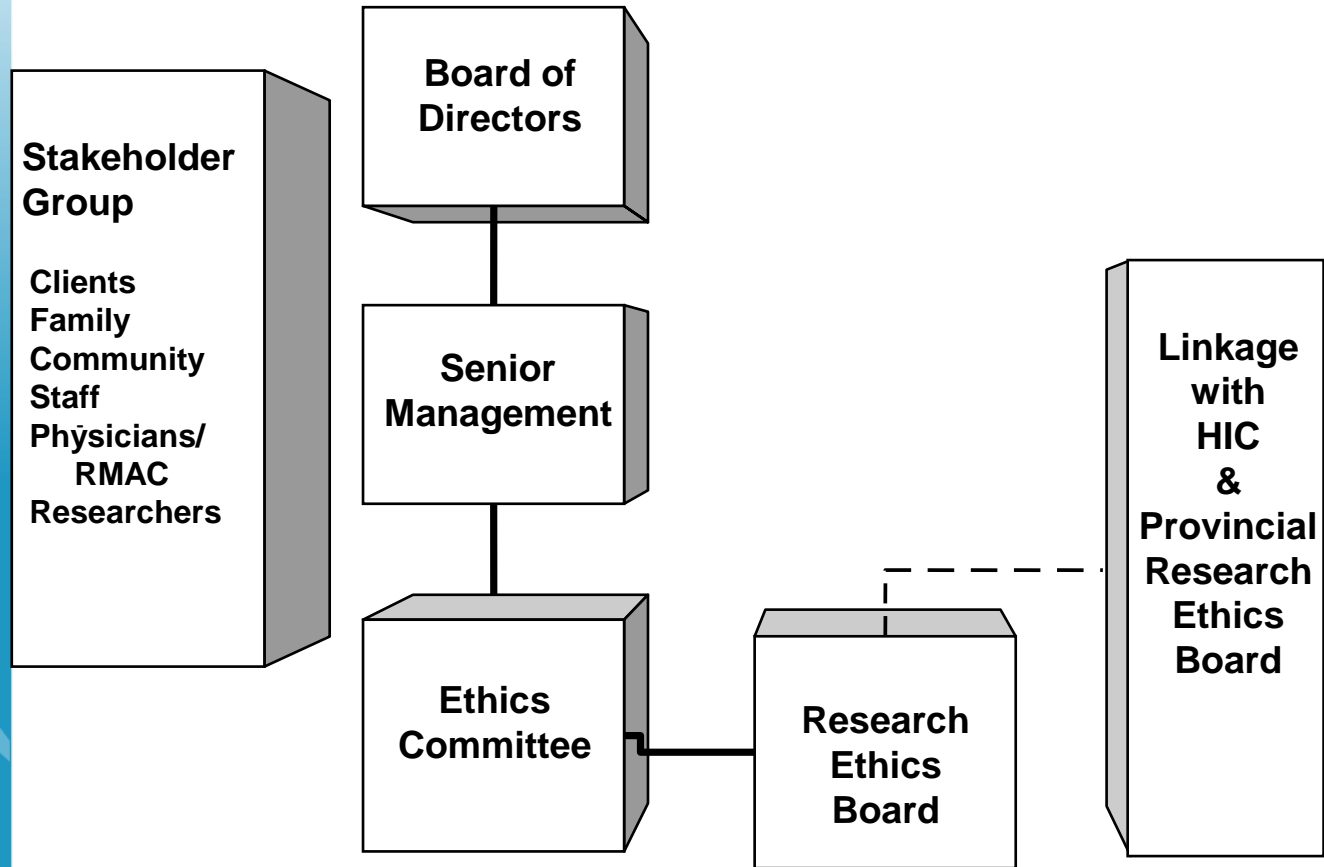 Stakeholder
Group
Clients
Family
Community
Staff
Phẏsicians/
RMAC
Researchers
Board of
Directors
Senior
Management
Ethics
Committee
Research
Ethics
Board
Linkage
with
HIC
&
Provincial
Research
Ethics
Board